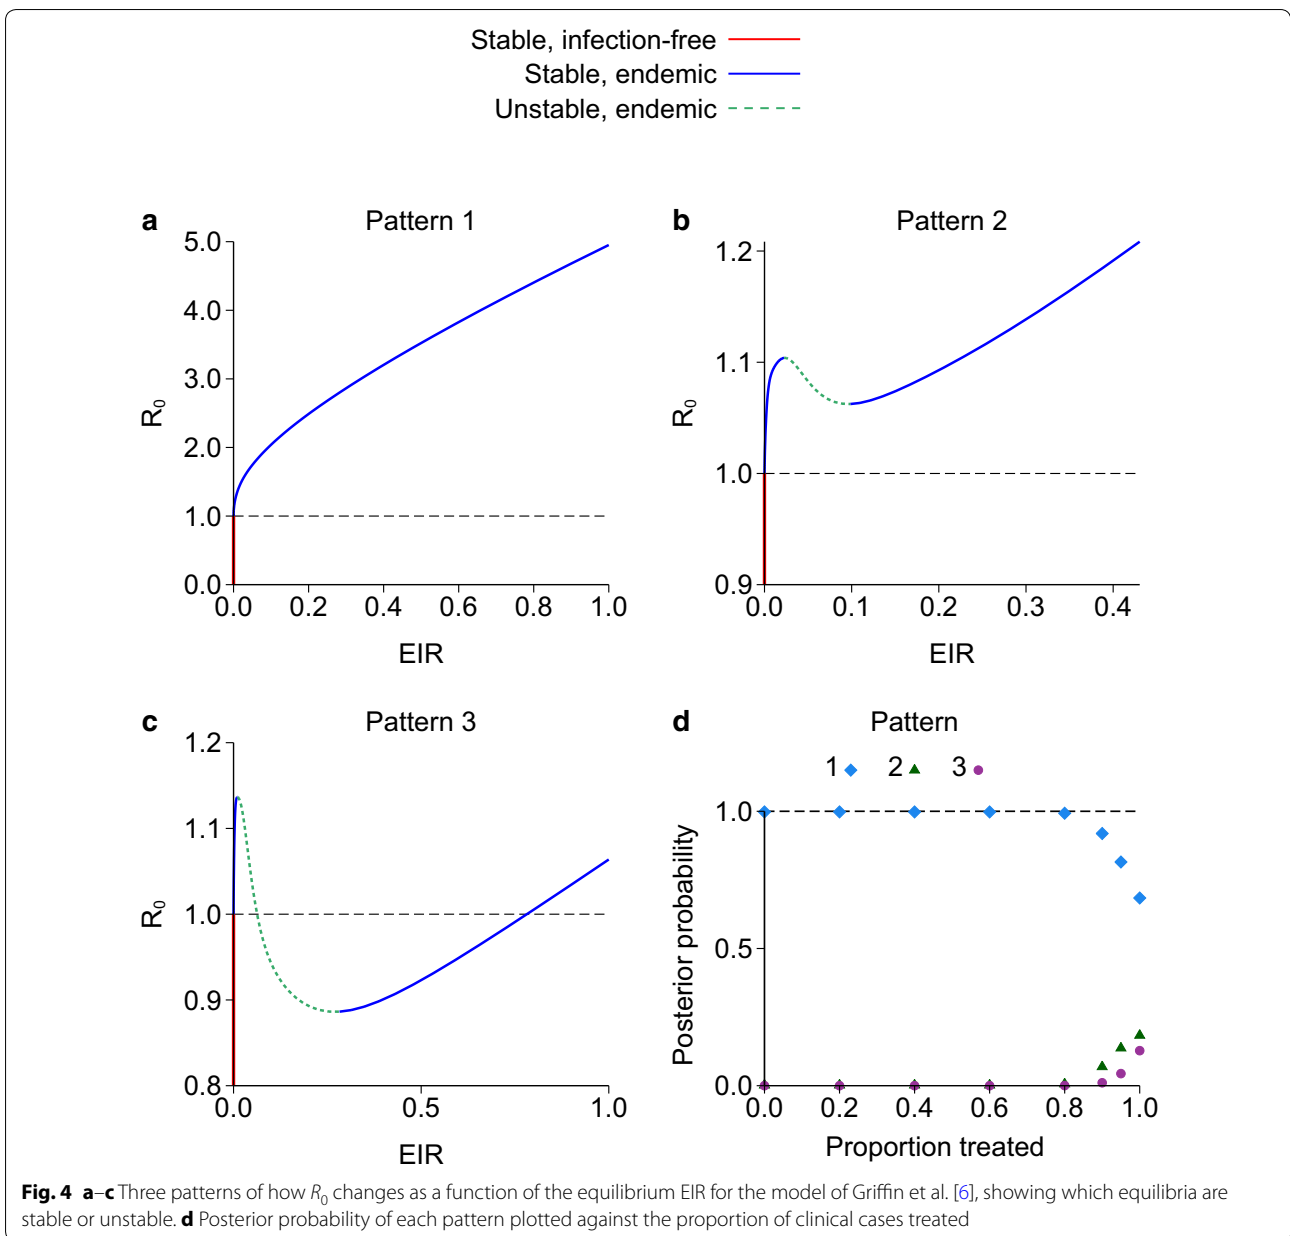 Stable, infection-free
Stable, endemic
Unstable, endemic
a Pattern 1
5.0
4.0
3.0
2.0
1.0
0.0
R0
0.0 0.2 0.4 0.6 0.8 1.0
EIR
b Pattern 2
1.2
1.1
1.0
0.9
R0
0.0 0.1 0.2 0.3 0.4
EIR
c Pattern 3
1.2
1.1
1.0
0.9
0.8
R0
0.0 0.5 1.0
EIR
d Pattern
1 2 3
1.0
0.5
0.0
Posterior probability
0.0 0.2 0.4 0.6 0.8 1.0
Proportion treated
Fig. 4 a–c Three patterns of how R0 changes as a function of the equilibrium EIR for the model of Griffin et al. [6], showing which equilibria are
stable or unstable. d Posterior probability of each pattern plotted against the proportion of clinical cases treated